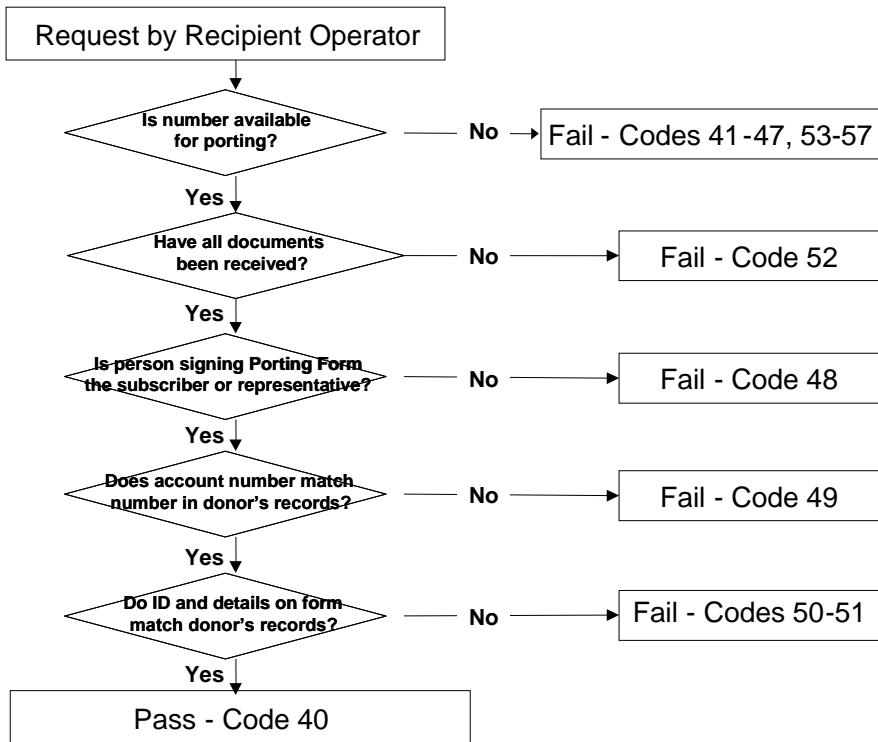 Request by Recipient Operator
Is number available
for porting?
No
Fail - Codes 41-47, 53-57
Yes
Have all documents
been received?
No
Fail - Code 52
Yes
Is person signing Porting Form
the subscriber or representative?
No
Fail - Code 48
Yes
Does account number match
number in donor's records?
No
Fail - Code 49
Yes
Do ID and details on form
match donor's records?
No
Fail - Codes 50-51
Yes
Pass - Code 40